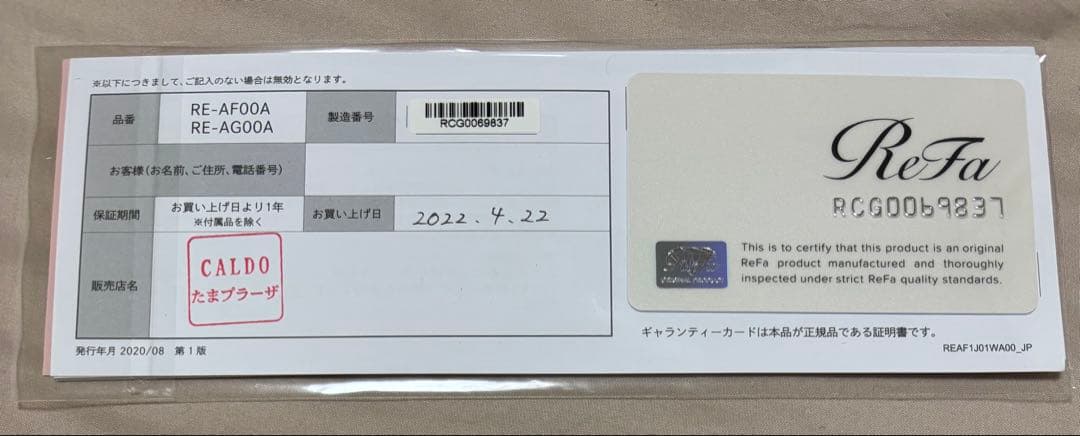 ※以下につきまして、ご記入のない場合は無効となります。
品番
RE-AF00A
RE-AG00A
製造番号
RCG0069837
お客様(お名前、ご住所、電話番号)
保証期間
お買い上げ日より1年
※付属品を除く
お買い上げ日
2022.4.22
販売店名
CALDO
たまプラーザ
発行年月 2020/08 第1版
ReFa
RCG0069837
This is to certify that this product is an original
ReFa product manufactured and thoroughly
inspected under strict ReFa quality standards.
ORIGINAL PRODUCT
ギャランティーカードは本品が正規品である証明書です。
REAF1J01WA00_JP